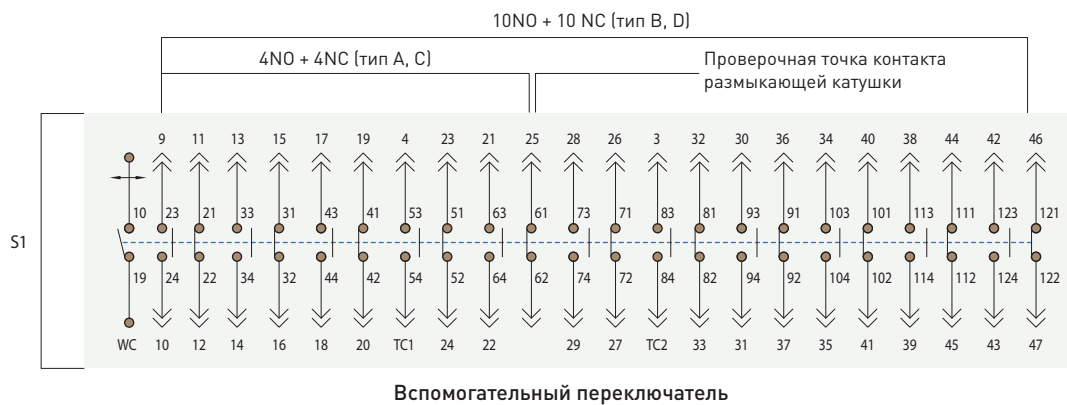 10NO + 10 NC (тип B, D)
4NO + 4NC (тип A, C)
Проверочная точка контакта
размыкающей катушки
9 11 13 15 17 19 4 23 21 25 28 26 3 32 30 36 34 40 38 44 42 46
10 23 21 33 31 43 41 53 51 63 61 73 71 83 81 93 91 103 101 113 111 123 121
S1
19 24 22 34 32 44 42 54 52 64 62 74 72 84 82 94 92 104 102 114 112 124 122
WC 10 12 14 16 18 20 TC1 24 22 29 27 TC2 33 31 37 35 41 39 45 43 47
Вспомогательный переключатель